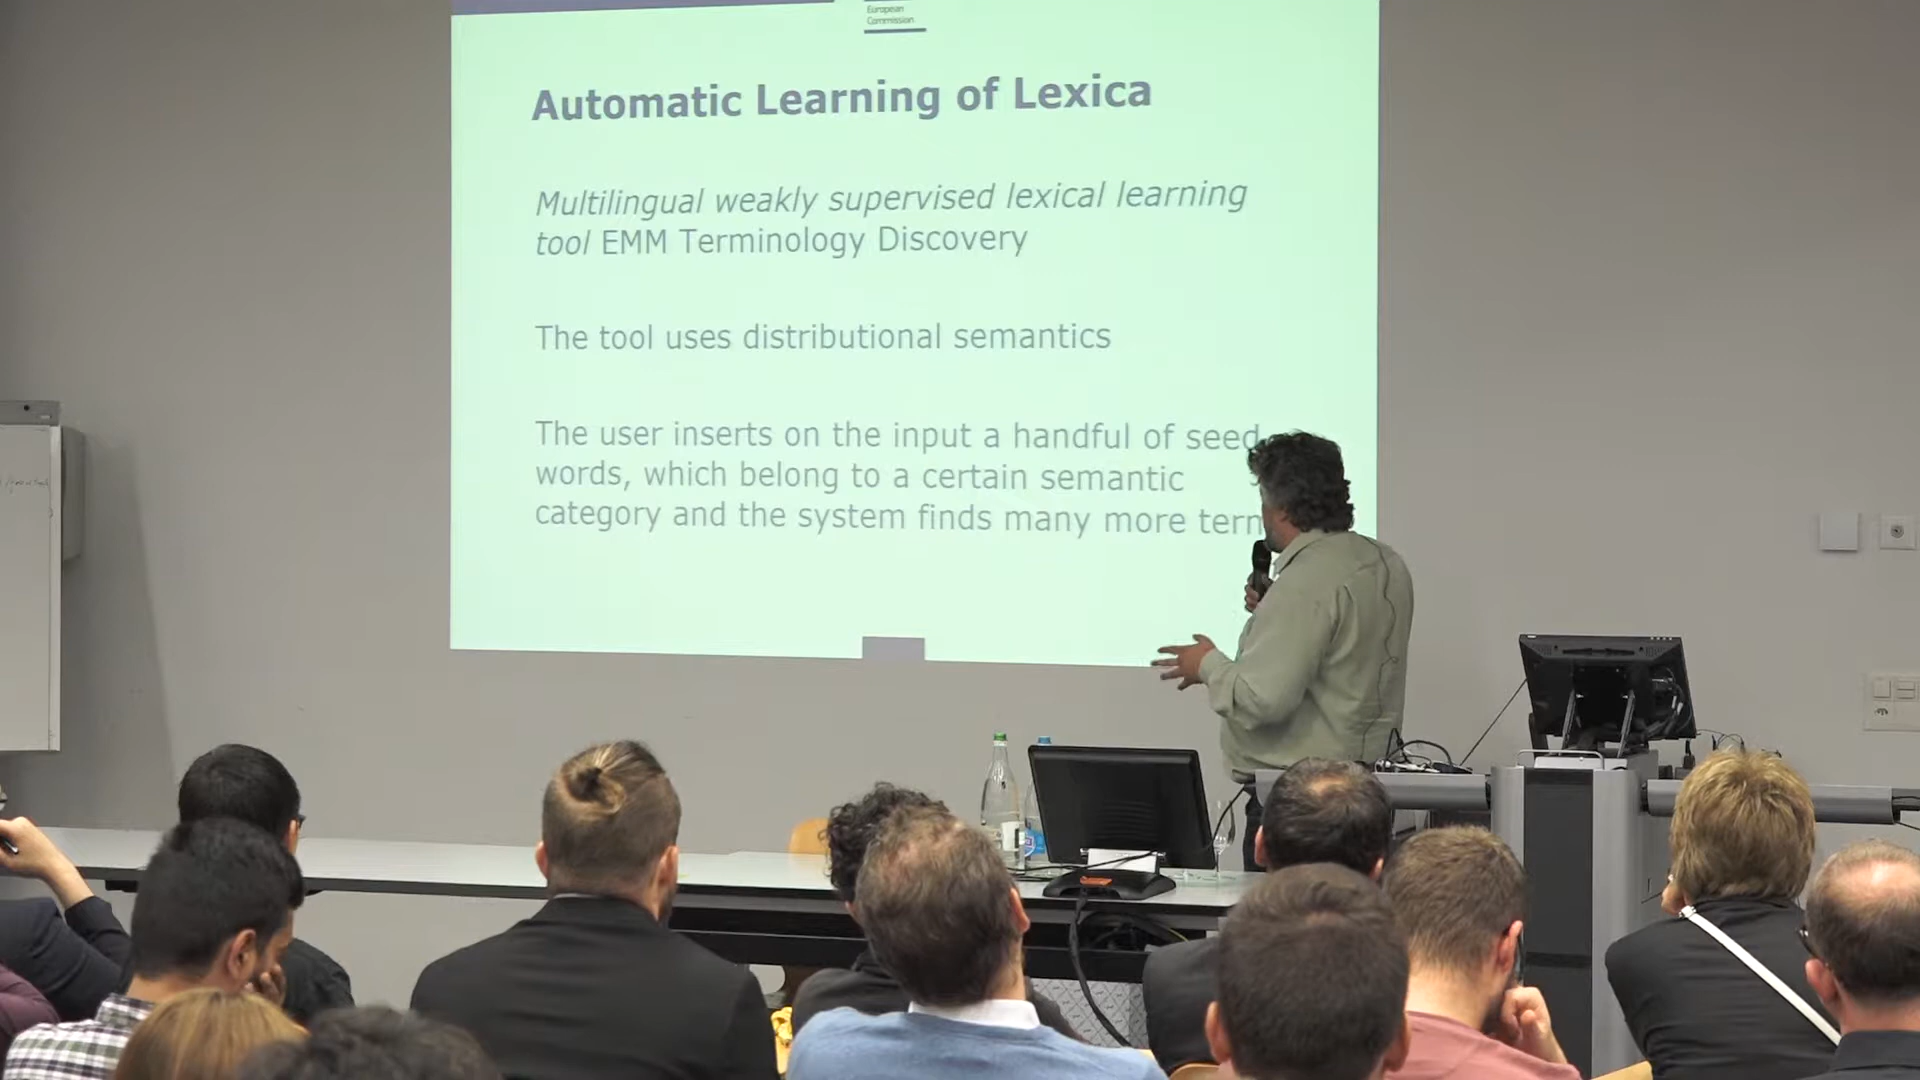 European
Commission
Automatic Learning of Lexica
Multilingual weakly supervised lexical learning
tool EMM Terminology Discovery
The tool uses distributional semantics
The user inserts on the input a handful of seed
words, which belong to a certain semantic
category and the system finds many more